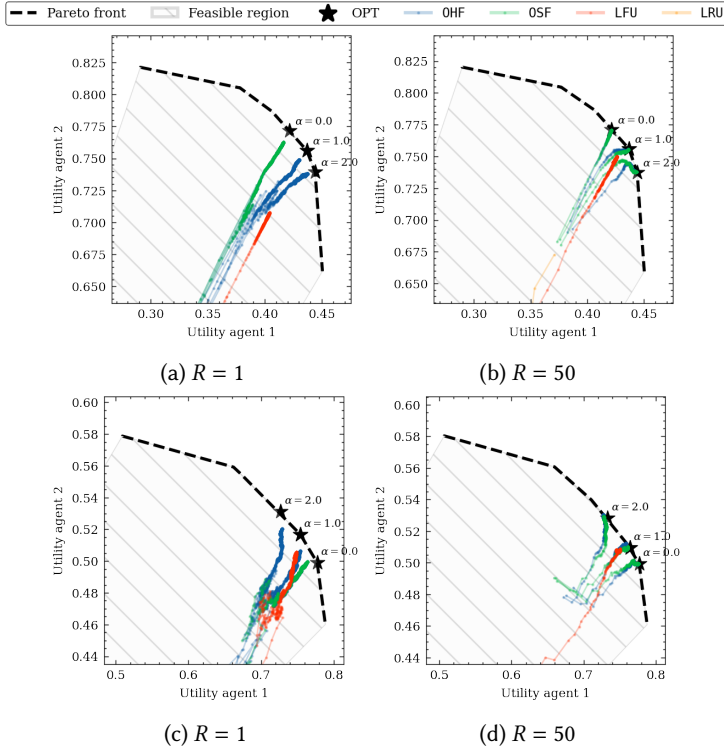 Pareto front Feasible region OPT OHF OSF LFU LRU
0.825
0.800
0.775
0.750
0.725
0.700
0.675
0.650
Utility agent 2
α = 0.0
α = 1.0
α = 2.0
0.30 0.35 0.40 0.45
Utility agent 1
(a) R = 1
0.825
0.800
0.775
0.750
0.725
0.700
0.675
0.650
Utility agent 2
α = 0.0
α = 1.0
α = 2.0
0.30 0.35 0.40 0.45
Utility agent 1
(b) R = 50
0.60
0.58
0.56
0.54
0.52
0.50
0.48
0.46
0.44
Utility agent 2
α = 2.0
α = 1.0
α = 0.0
0.5 0.6 0.7 0.8
Utility agent 1
(c) R = 1
0.60
0.58
0.56
0.54
0.52
0.50
0.48
0.46
0.44
Utility agent 2
α = 2.0
α = 1.0
α = 0.0
0.5 0.6 0.7 0.8
Utility agent 1
(d) R = 50